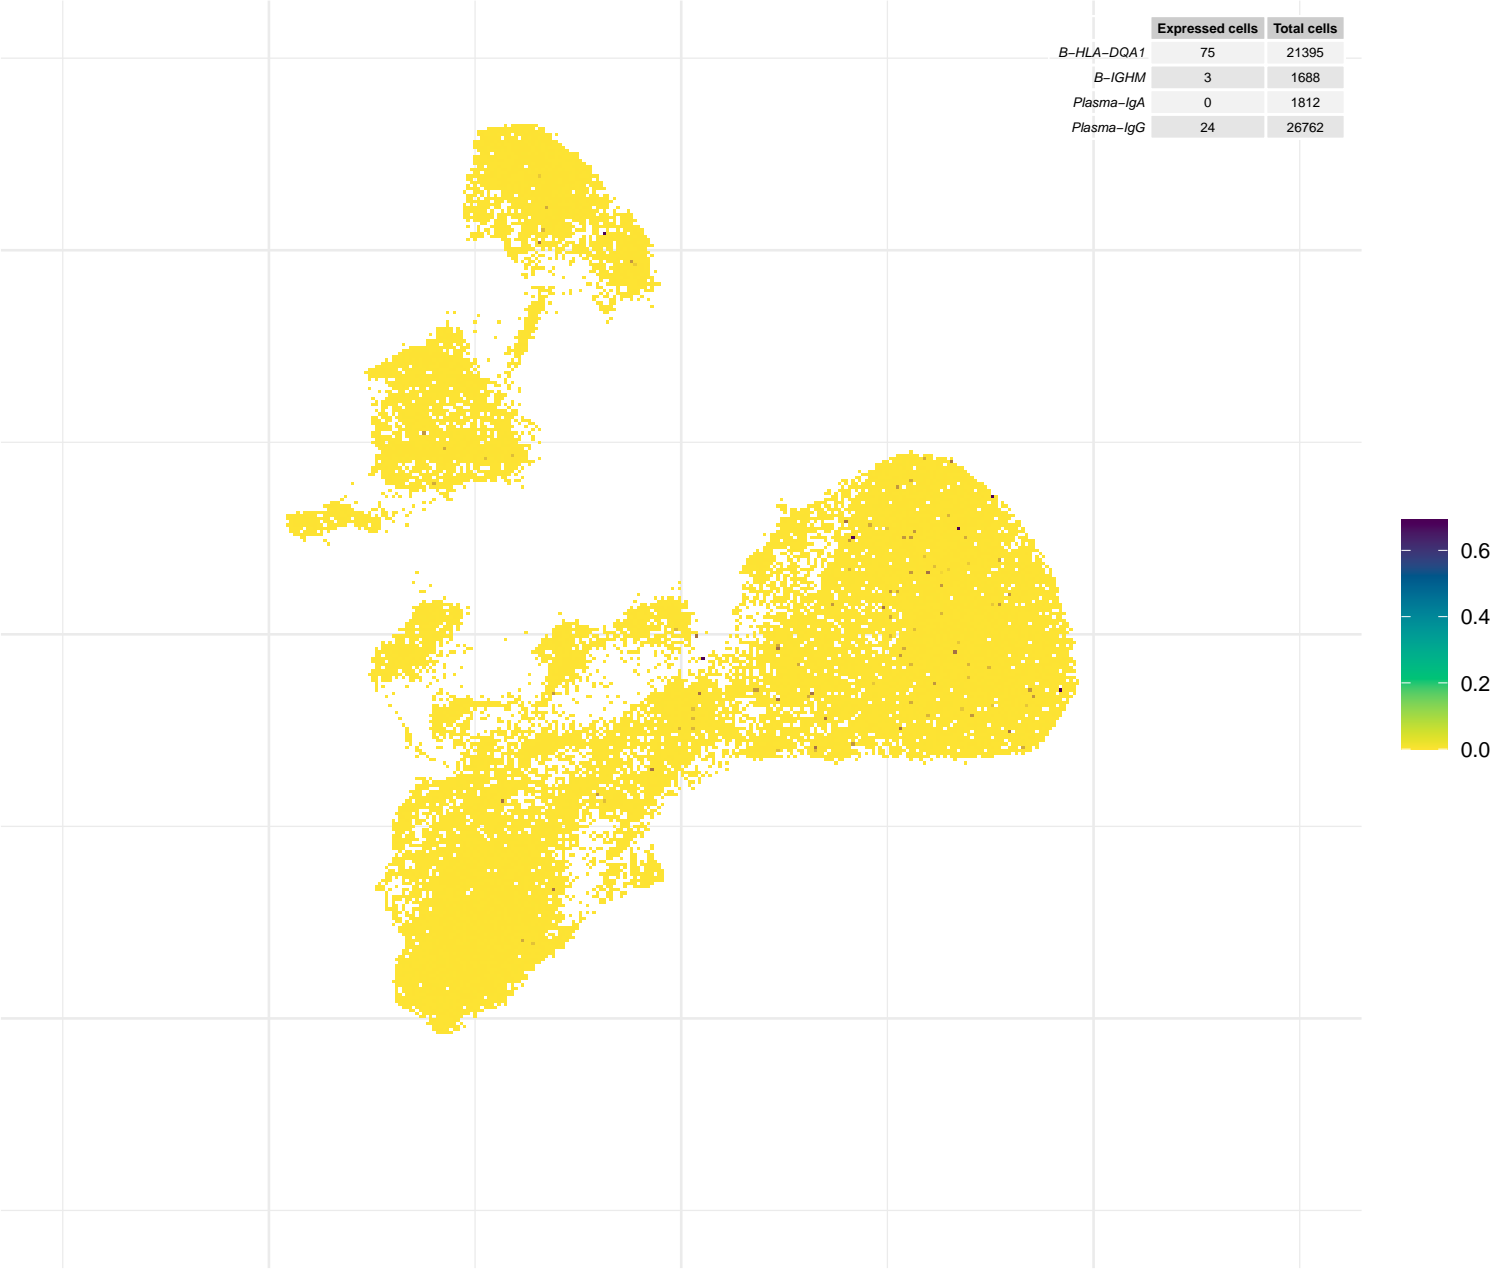 Expressed cells Total cells
B−HLA−DQA1 75 21395
B−IGHM 3 1688
Plasma−IgA 0 1812
Plasma−IgG 24 26762
0.6
0.4
0.2
0.0